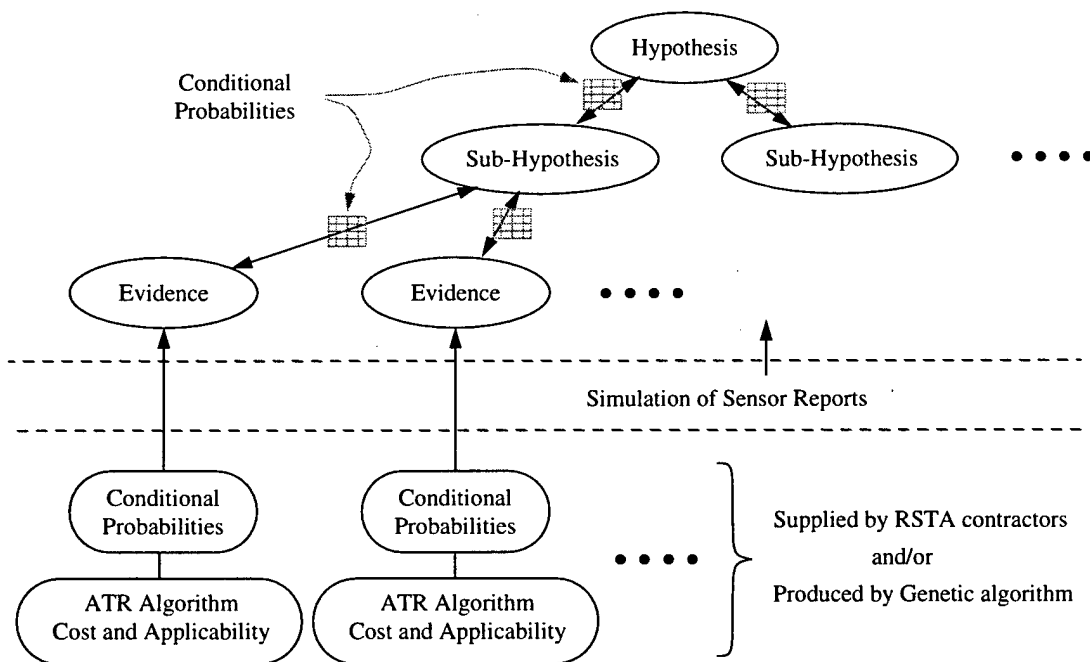 Hypothesis
Conditional
Probabilities
Sub-Hypothesis
Sub-Hypothesis
Evidence
Evidence
Simulation of Sensor Reports
Conditional
Probabilities
Conditional
Probabilities
Supplied by RSTA contractors
and/or
Produced by Genetic algorithm
ATR Algorithm
Cost and Applicability
ATR Algorithm
Cost and Applicability